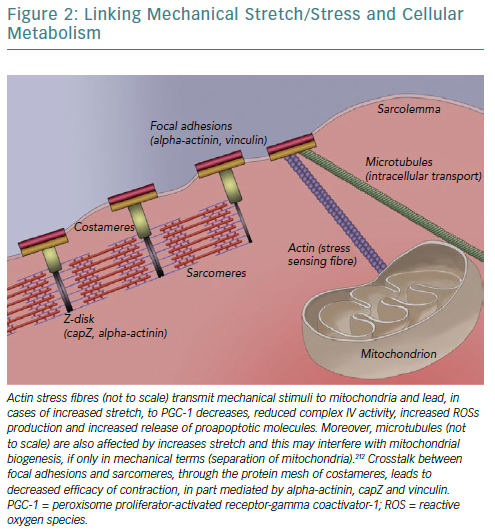 Figure 2: Linking Mechanical Stretch/Stress and Cellular
Metabolism
Sarcolemma
Focal adhesions
(alpha-actinin, vinculin)
Microtubules
(intracellular transport)
Costameres
Actin (stress
sensing fibre)
Sarcomeres
Z-disk
(capZ, alpha-actinin)
Mitochondrion
Actin stress fibres (not to scale) transmit mechanical stimuli to mitochondria and lead, in
cases of increased stretch, to PGC-1 decreases, reduced complex IV activity, increased ROSs
production and increased release of proapoptotic molecules. Moreover, microtubules (not
to scale) are also affected by increases stretch and this may interfere with mitochondrial
biogenesis, if only in mechanical terms (separation of mitochondria).²¹² Crosstalk between
focal adhesions and sarcomeres, through the protein mesh of costameres, leads to
decreased efficacy of contraction, in part mediated by alpha-actinin, capZ and vinculin.
PGC-1 = peroxisome proliferator-activated receptor-gamma coactivator-1; ROS = reactive
oxygen species.